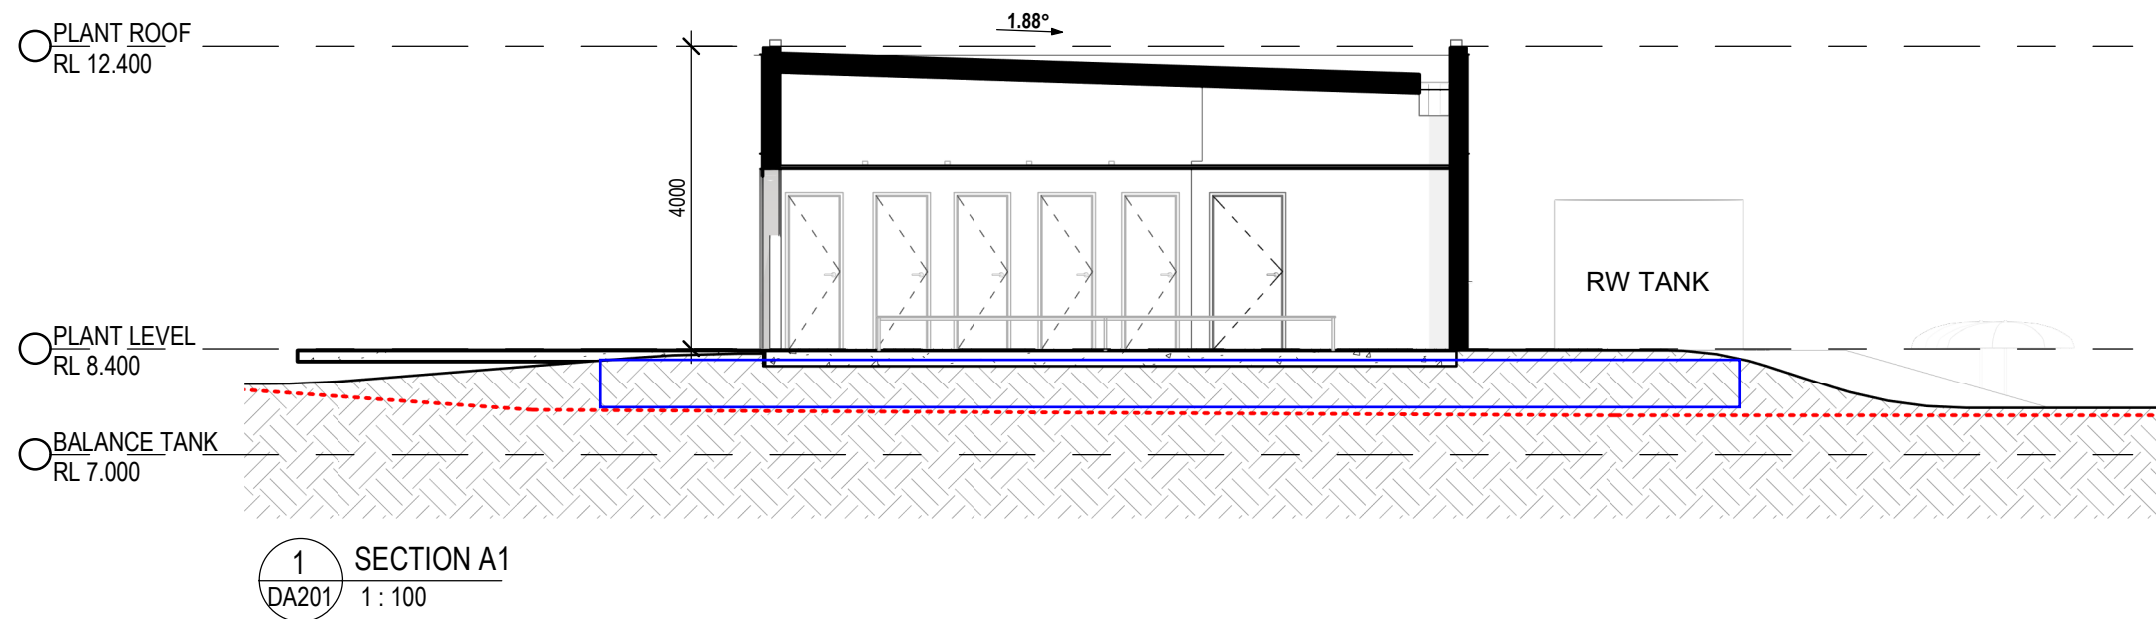 1.88°
PLANT ROOF
RL 12.400
4000
RW TANK
PLANT LEVEL
RL 8.400
BALANCE TANK
RL 7.000
1
DA201
SECTION A1
1 : 100